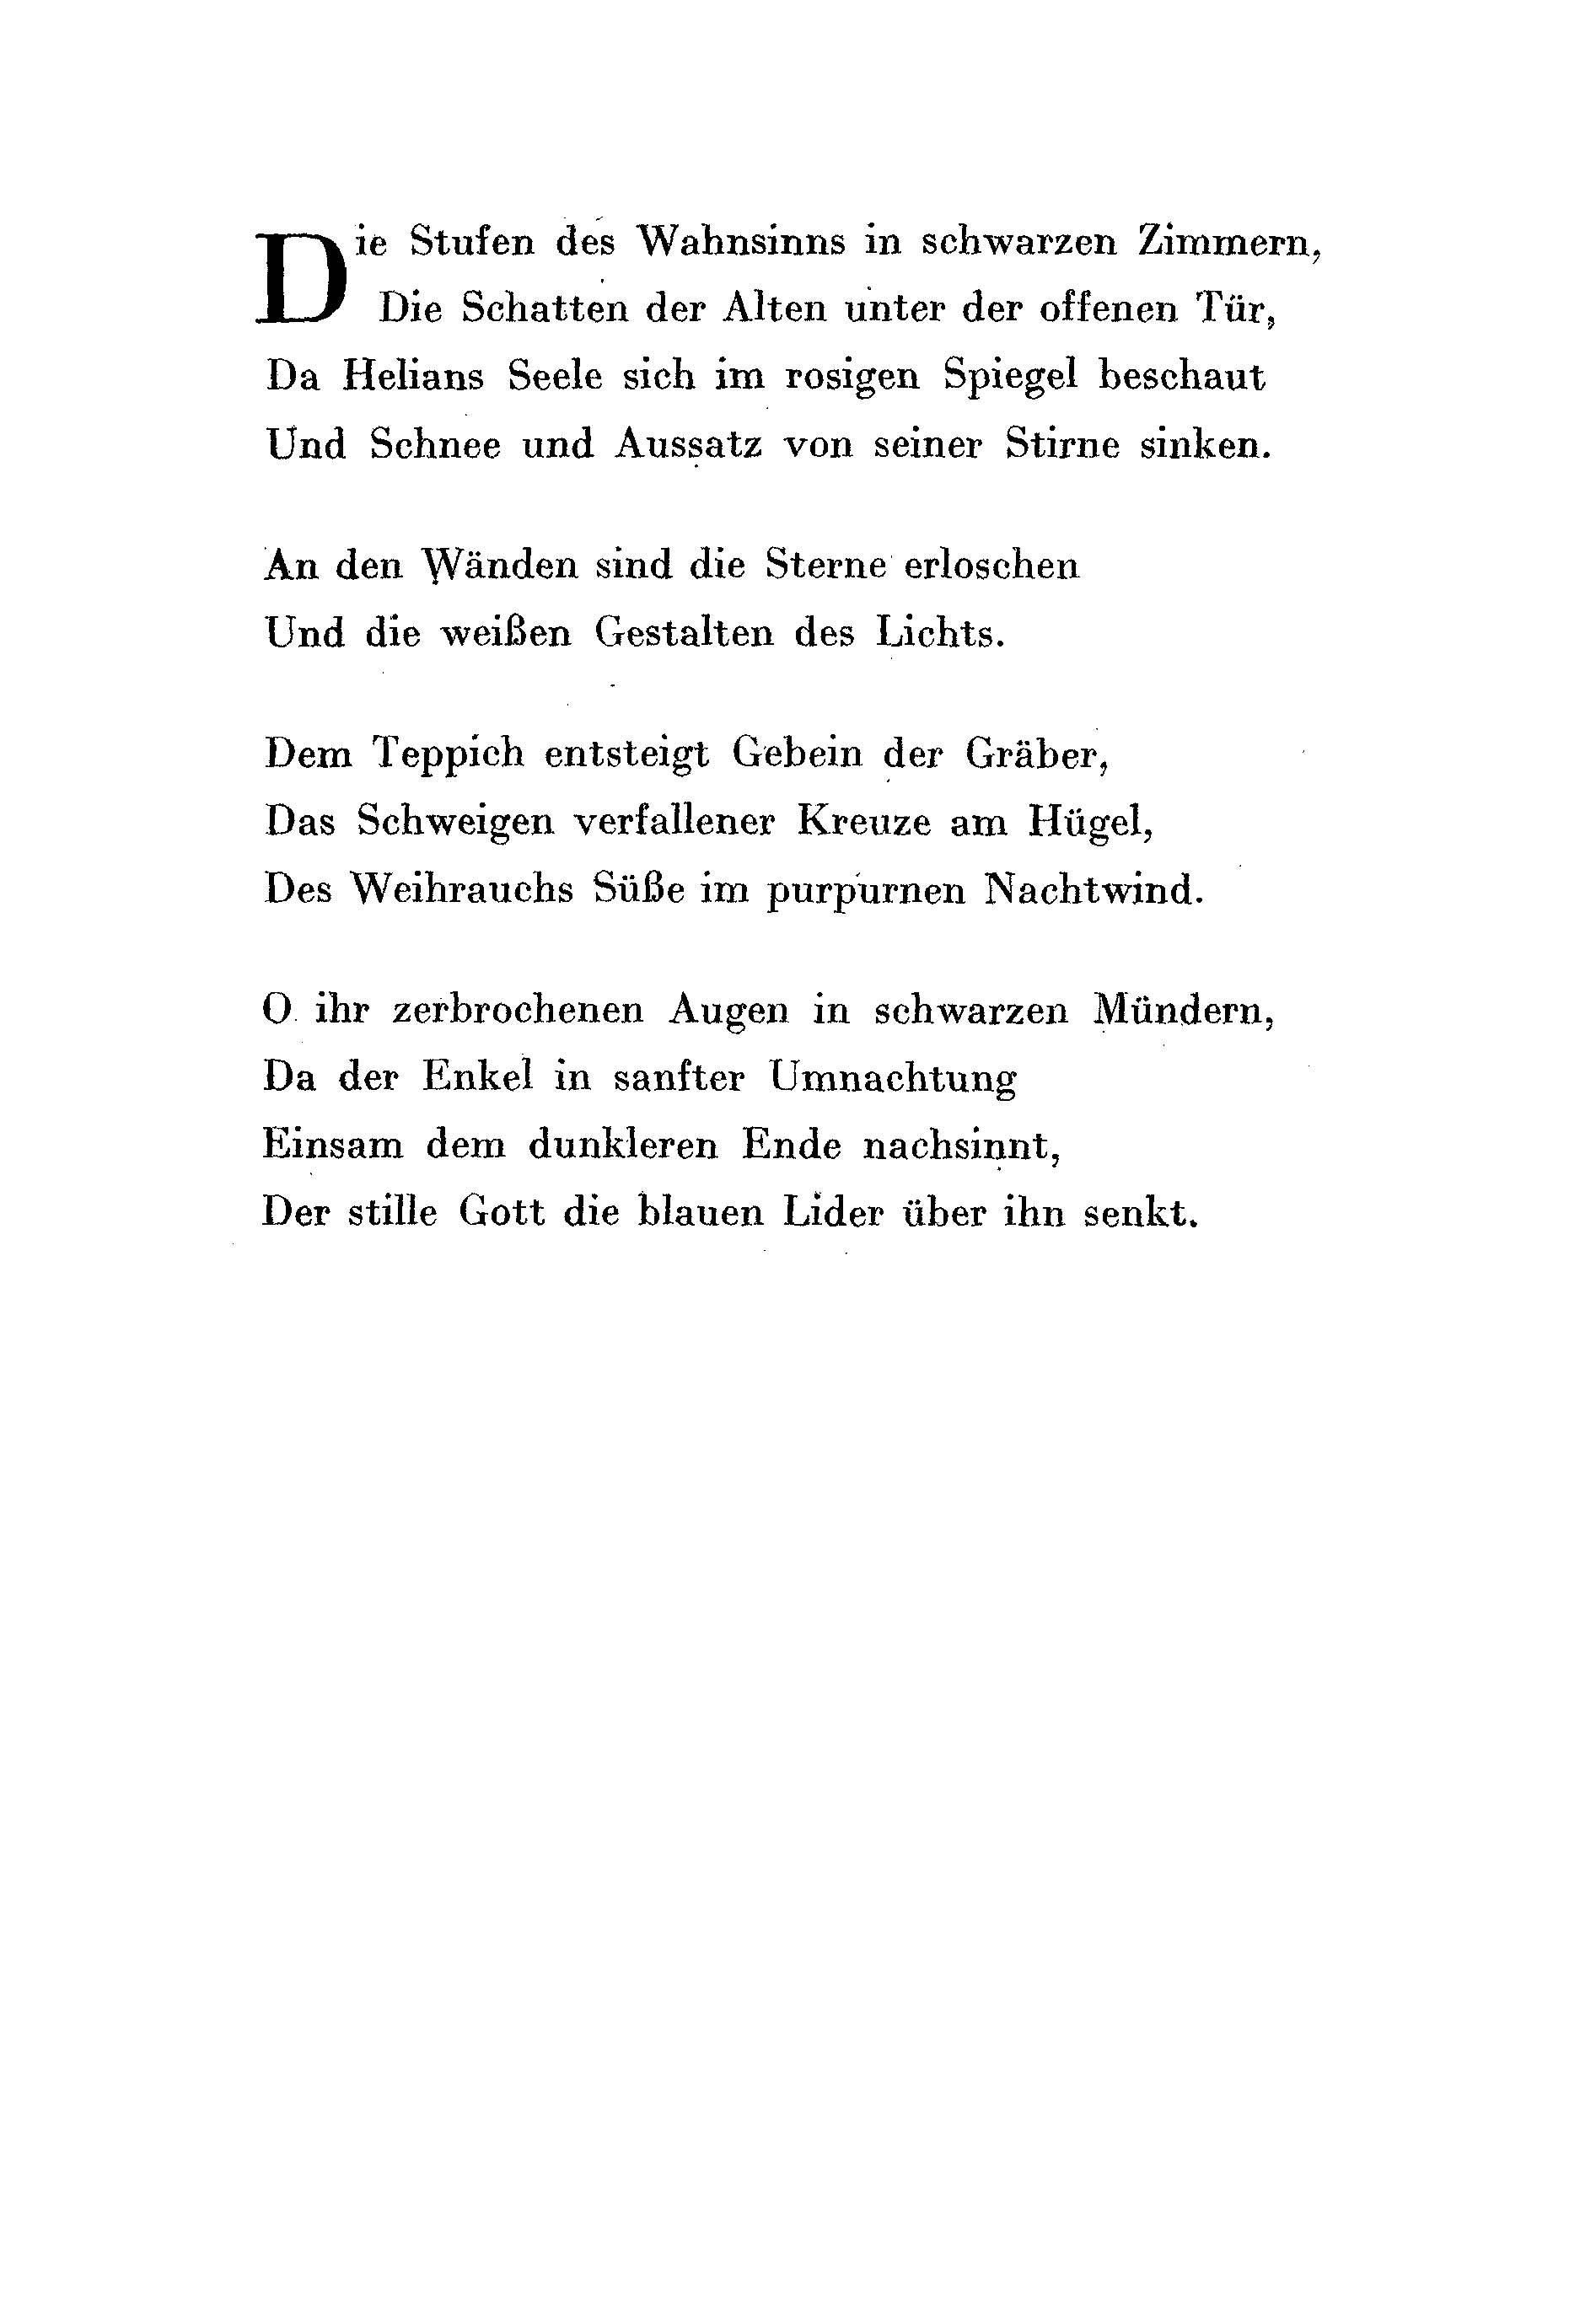 Die Stufen des Wahnsinns in schwarzen Zimmern,
Die Schatten der Alten unter der offenen Tür,
Da Helians Seele sich im rosigen Spiegel beschaut
Und Schnee und Aussatz von seiner Stirne sinken.

An den Wänden sind die Sterne erloschen
Und die weißen Gestalten des Lichts.

Dem Teppich entsteigt Gebein der Gräber,
Das Schweigen verfallener Kreuze am Hügel,
Des Weihrauchs Süße im purpurnen Nachtwind.

O ihr zerbrochenen Augen in schwarzen Mündern,
Da der Enkel in sanfter Umnachtung
Einsam dem dunkleren Ende nachsinnt,
Der stille Gott die blauen Lider über ihn senkt.